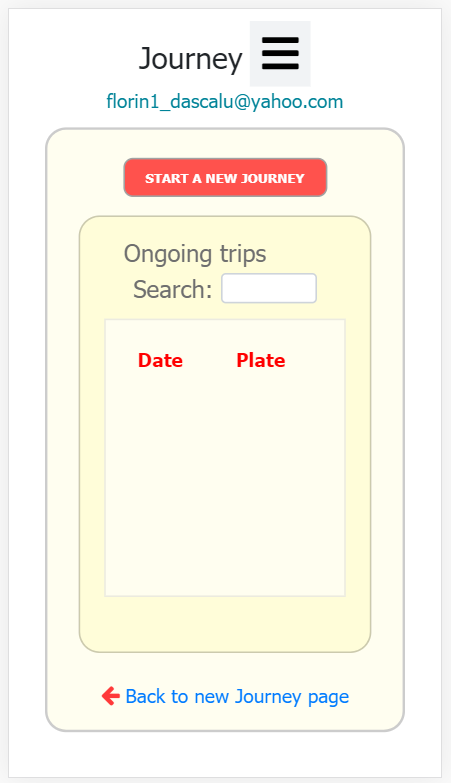 Journey
florin1_dascalu@yahoo.com
START A NEW JOURNEY
Ongoing trips
Search:
Date Plate
Back to new Journey page